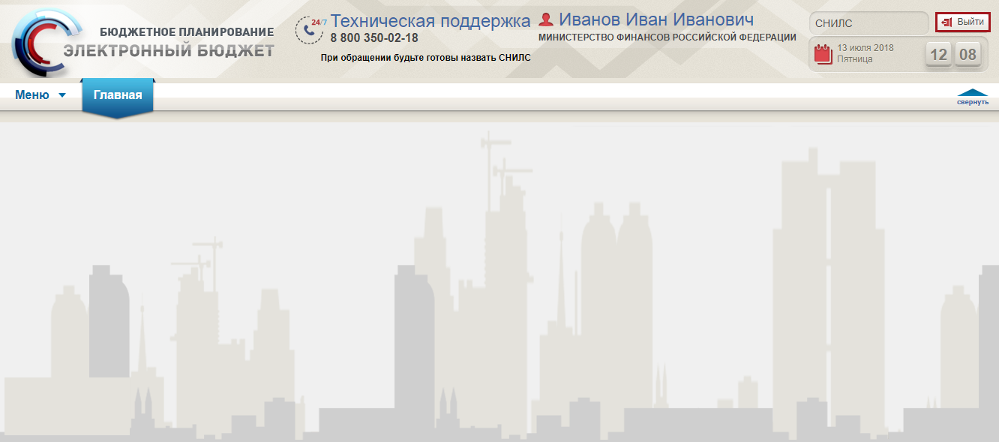 БЮДЖЕТНОЕ ПЛАНИРОВАНИЕ
ЭЛЕКТРОННЫЙ БЮДЖЕТ
24/7
Техническая поддержка
8 800 350-02-18
При обращении будьте готовы назвать СНИЛС
Иванов Иван Иванович
МИНИСТЕРСТВО ФИНАНСОВ РОССИЙСКОЙ ФЕДЕРАЦИИ
СНИЛС
Выйти
13 июля 2018
Пятница
12 08
Меню
Главная
свернуть